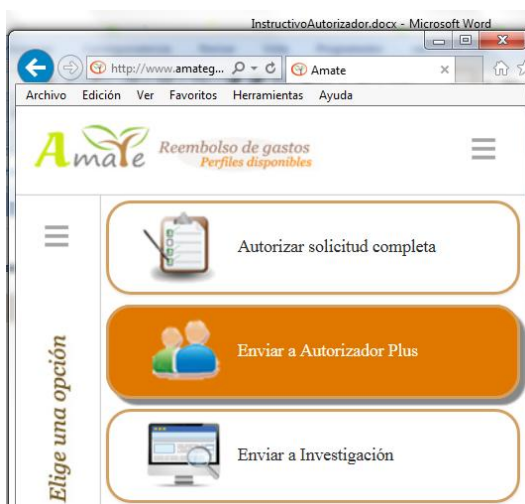 InstructivoAutorizador.docx - Microsoft Word
http://www.amateg...
Amate
Archivo Edición Ver Favoritos Herramientas Ayuda
Amate
Reembolso de gastos
Perfiles disponibles
Elige una opción
Autorizar solicitud completa
Enviar a Autorizador Plus
Enviar a Investigación